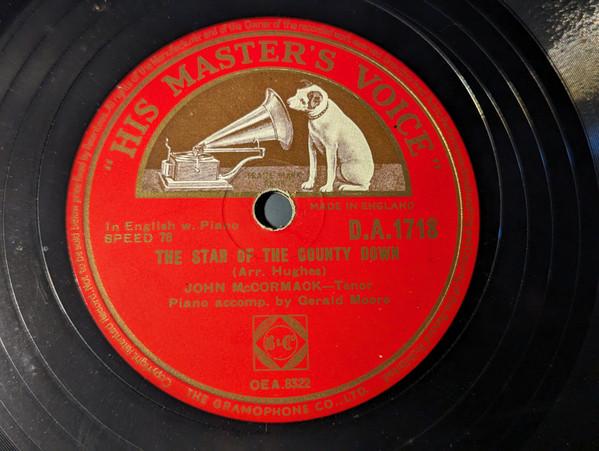 "HIS MASTER'S VOICE"
TRADE MARK
MADE IN ENGLAND
In English w. Piano
SPEED 78
D.A.1718
THE STAR OF THE COUNTY DOWN
(Arr. Hughes)
JOHN McCORMACK—Tenor
Piano accomp. by Gerald Moore
OEA.8322
THE GRAMOPHONE CO., LTD.